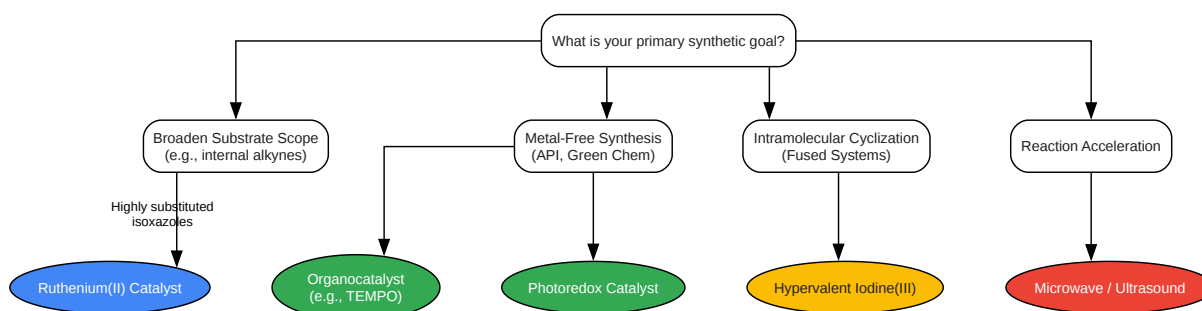 What is your primary synthetic goal?
Broaden Substrate Scope
(e.g., internal alkynes)
Metal-Free Synthesis
(API, Green Chem)
Intramolecular Cyclization
(Fused Systems)
Reaction Acceleration
Highly substituted
isoxazoles
Ruthenium(II) Catalyst
Organocatalyst
(e.g., TEMPO)
Photoredox Catalyst
Hypervalent Iodine(III)
Microwave / Ultrasound